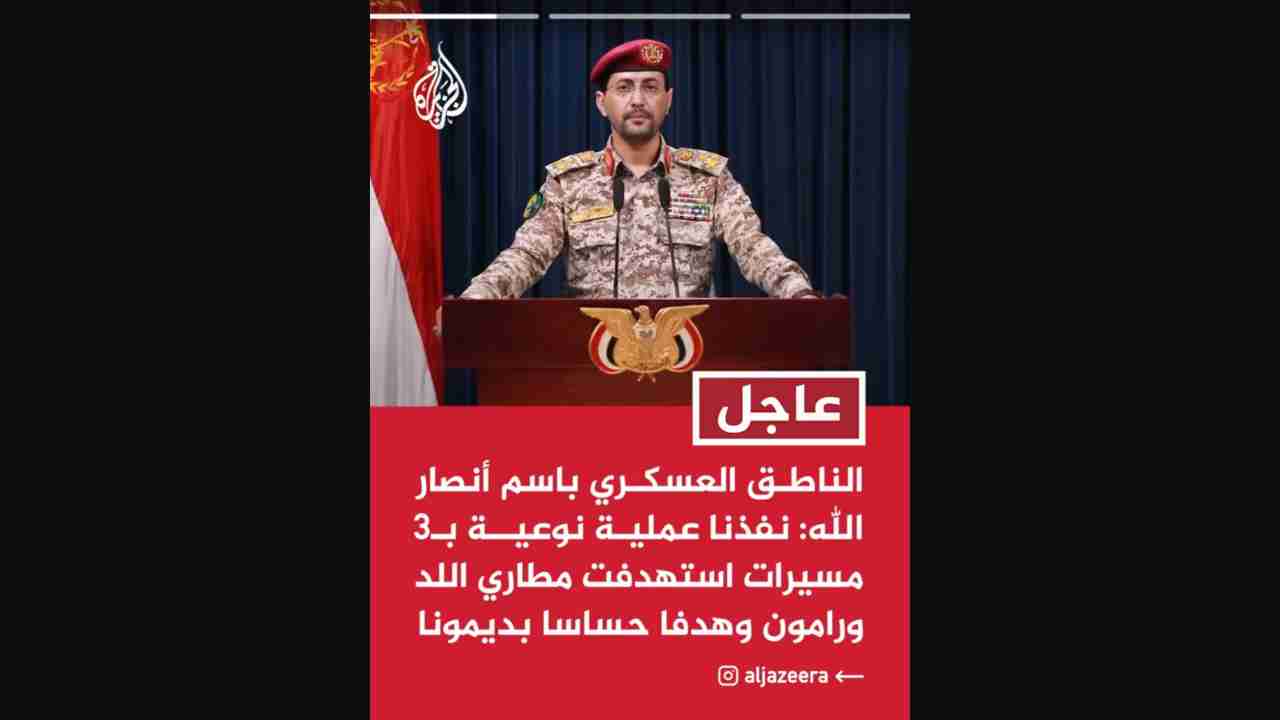 الجزيرة
عاجل
الناطق العسكري باسم أنصار
الله: نفذنا عملية نوعية بـ3
مسيرات استهدفت مطاري اللد
ورامون وهدفا حساسا بديمونا
aljazeera